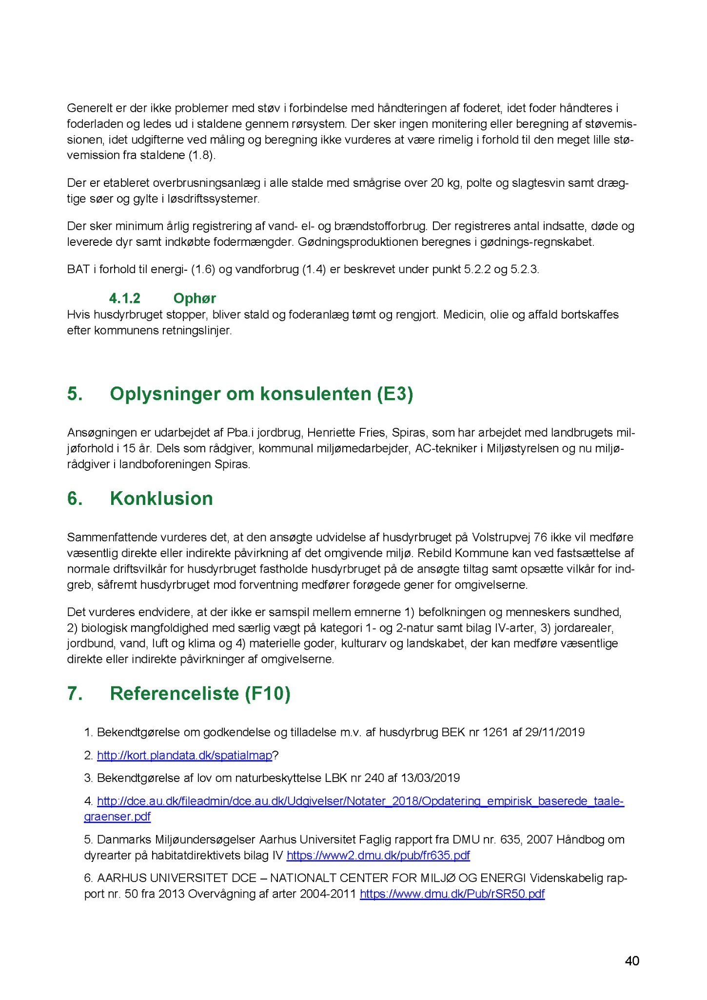 Generelt er der ikke problemer med støv i forbindelse med håndteringen af foderet, idet foder håndteres i
foderladen og ledes ud i staldene gennem rørsystem. Der sker ingen monitering eller beregning af støvemis-
sionen, idet udgifterne ved måling og beregning ikke vurderes at være rimelig i forhold til den meget lille stø-
vemission fra staldene (1.8).
Der er etableret overbrusningsanlæg i alle stalde med smågrise over 20 kg, polte og slagtesvin samt dræg-
tige søer og gylte i løsdriftssystemer.
Der sker minimum årlig registrering af vand- el- og brændstofforbrug. Der registreres antal indsatte, døde og
leverede dyr samt indkøbte fodermængder. Gødningsproduktionen beregnes i gødnings-regnskabet.
BAT i forhold til energi- (1.6) og vandforbrug (1.4) er beskrevet under punkt 5.2.2 og 5.2.3.
4.1.2 Ophør
Hvis husdyrbruget stopper, bliver stald og foderanlæg tømt og rengjort. Medicin, olie og affald bortskaffes
efter kommunens retningslinjer.
5. Oplysninger om konsulenten (E3)
Ansøgningen er udarbejdet af Pba.i jordbrug, Henriette Fries, Spiras, som har arbejdet med landbrugets mil-
jøforhold i 15 år. Dels som rådgiver, kommunal miljømedarbejder, AC-tekniker i Miljøstyrelsen og nu miljø-
rådgiver i landboforeningen Spiras.
6. Konklusion
Sammenfattende vurderes det, at den ansøgte udvidelse af husdyrbruget på Volstrupvej 76 ikke vil medføre
væsentlig direkte eller indirekte påvirkning af det omgivende miljø. Rebild Kommune kan ved fastsættelse af
normale driftsvilkår for husdyrbruget fastholde husdyrbruget på de ansøgte tiltag samt opsætte vilkår for ind-
greb, såfremt husdyrbruget mod forventning medfører forøgede gener for omgivelserne.
Det vurderes endvidere, at der ikke er samspil mellem emnerne 1) befolkningen og menneskers sundhed,
2) biologisk mangfoldighed med særlig vægt på kategori 1- og 2-natur samt bilag IV-arter, 3) jordarealer,
jordbund, vand, luft og klima og 4) materielle goder, kulturarv og landskabet, der kan medføre væsentlige
direkte eller indirekte påvirkninger af omgivelserne.
7. Referenceliste (F10)
1. Bekendtgørelse om godkendelse og tilladelse m.v. af husdyrbrug BEK nr 1261 af 29/11/2019
2. http://kort.plandata.dk/spatialmap?
3. Bekendtgørelse af lov om naturbeskyttelse LBK nr 240 af 13/03/2019
4. http://dce.au.dk/fileadmin/dce.au.dk/Udgivelser/Notater_2018/Opdatering_empirisk_baserede_taale-
graenser.pdf
5. Danmarks Miljøundersøgelser Aarhus Universitet Faglig rapport fra DMU nr. 635, 2007 Håndbog om
dyrearter på habitatdirektivets bilag IV https://www2.dmu.dk/pub/fr635.pdf
6. AARHUS UNIVERSITET DCE – NATIONALT CENTER FOR MILJØ OG ENERGI Videnskabelig rap-
port nr. 50 fra 2013 Overvågning af arter 2004-2011 https://www.dmu.dk/Pub/rSR50.pdf
40